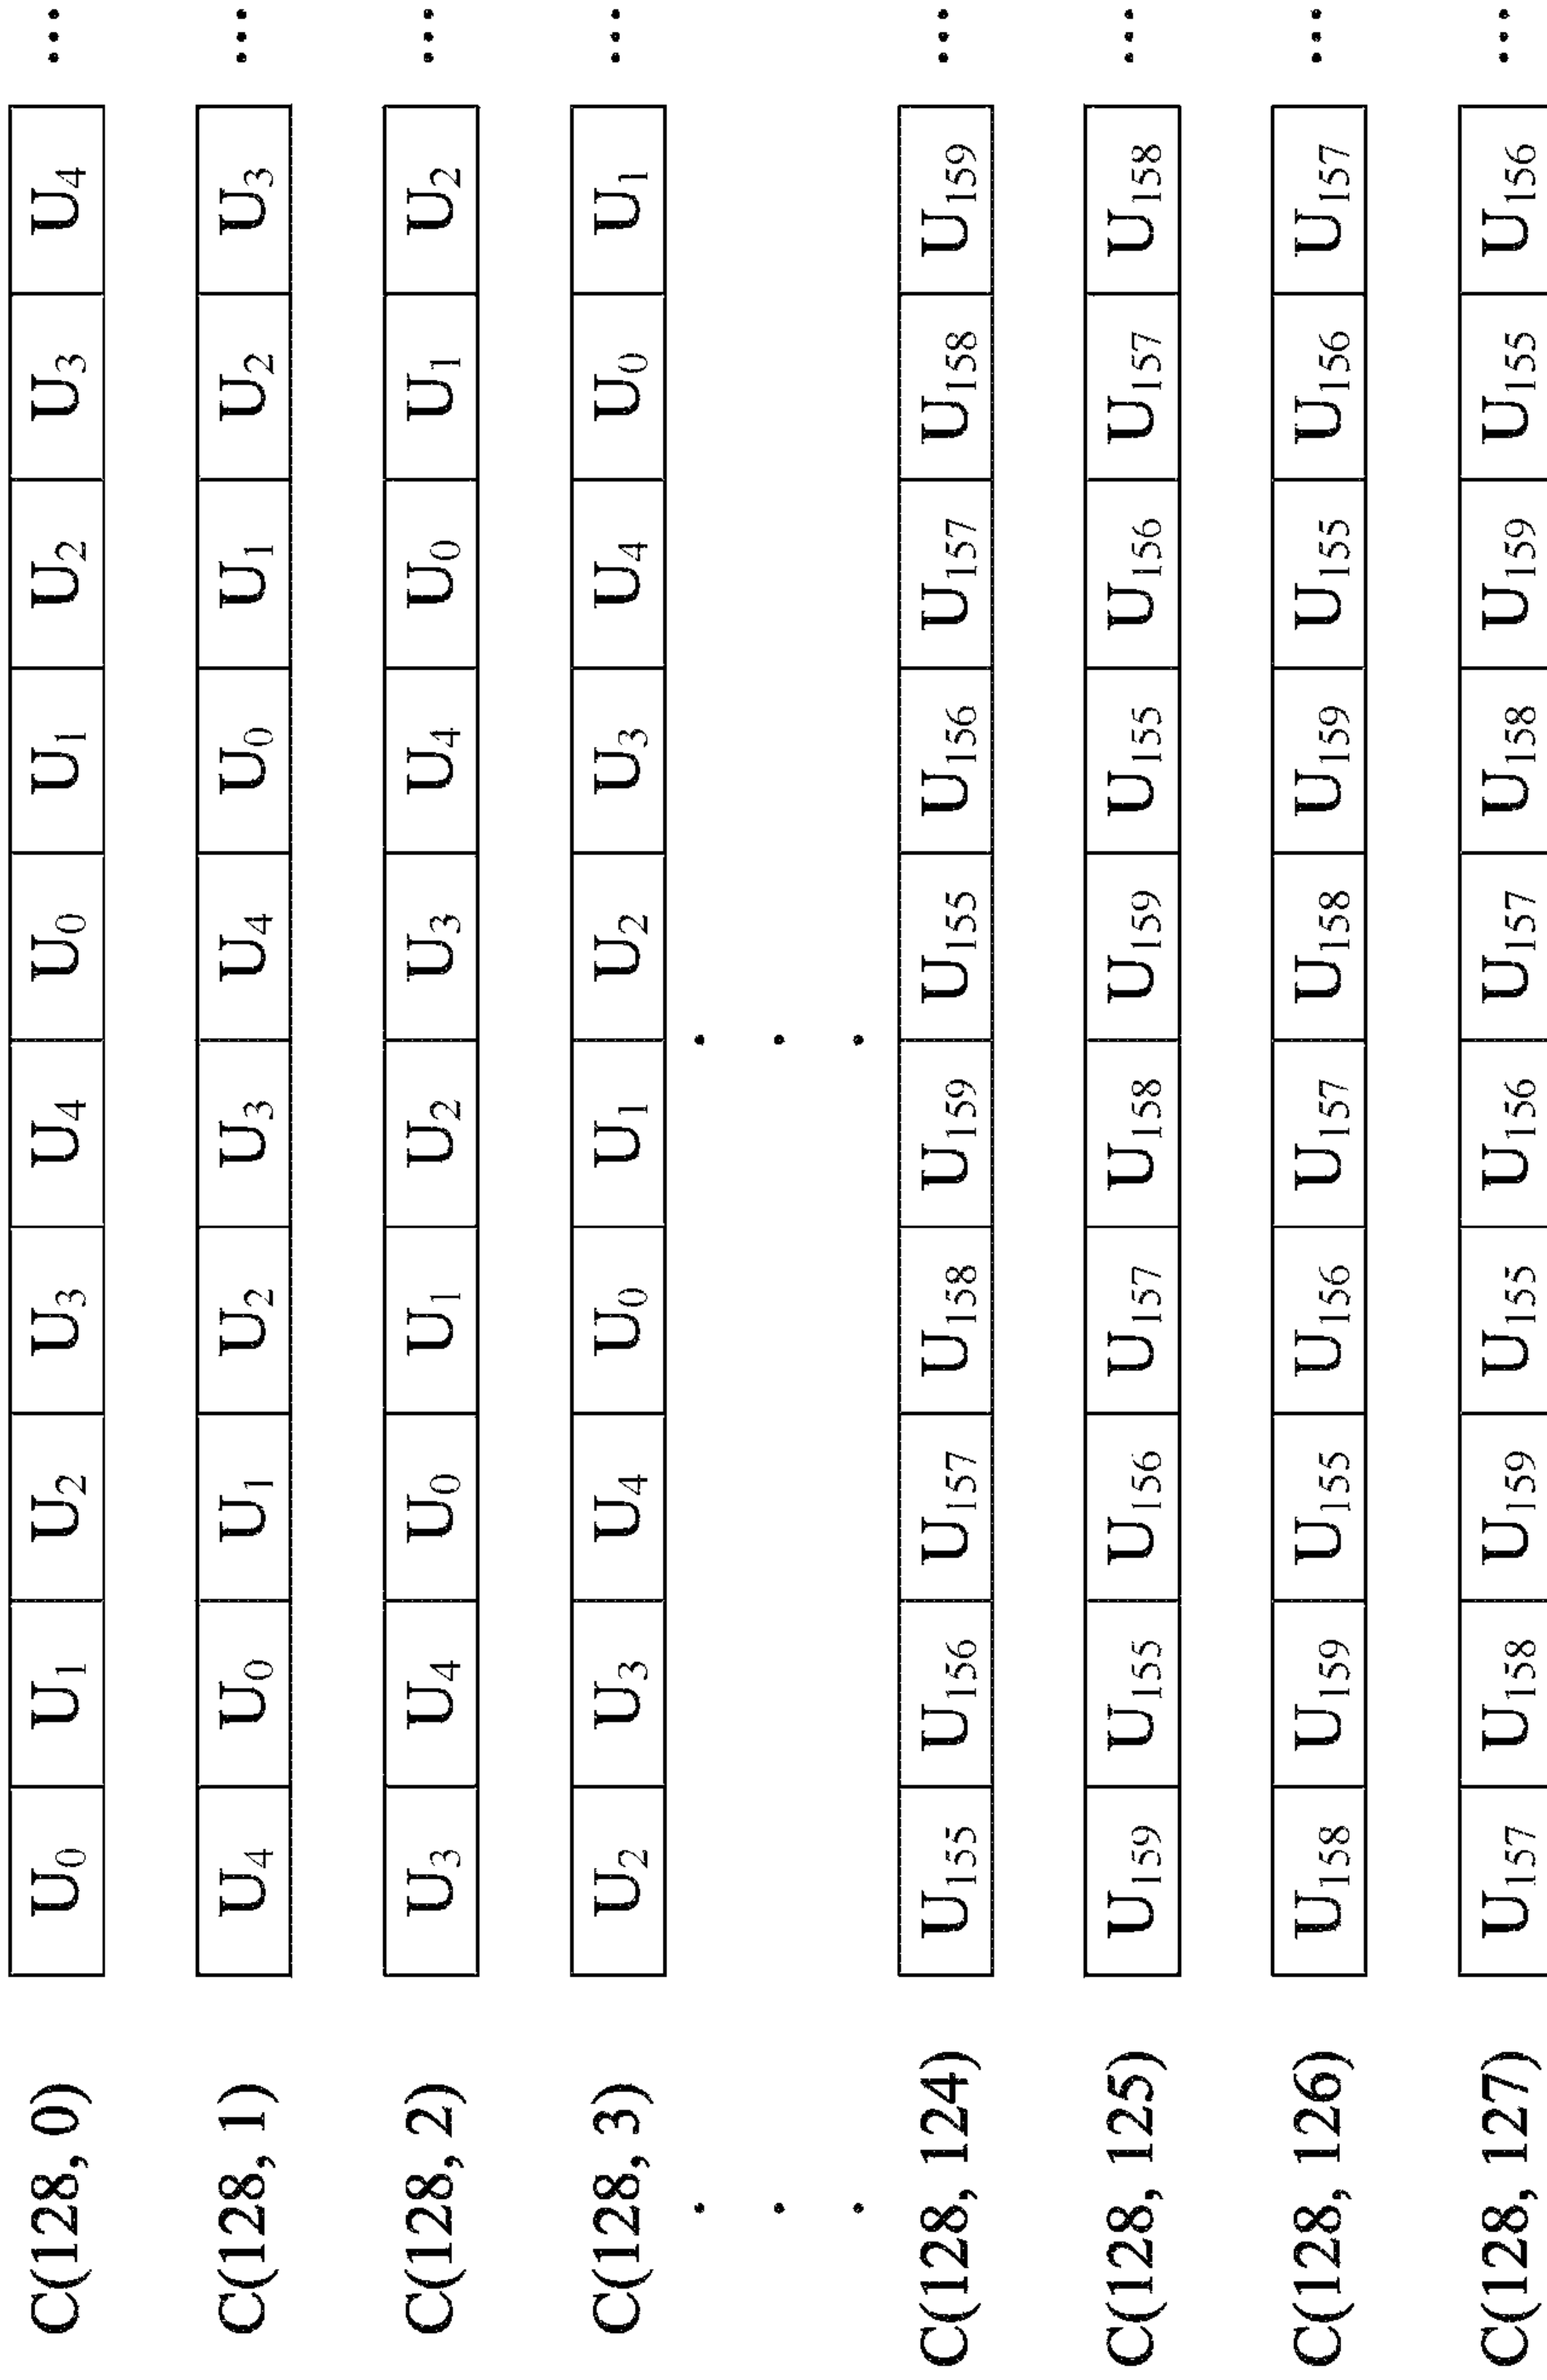 C(128, 0) U₀ U₁ U₂ U₃ U₄ U₀ U₁ U₂ U₃ U₄ ...
C(128, 1) U₄ U₀ U₁ U₂ U₃ U₄ U₀ U₁ U₂ U₃ ...
C(128, 2) U₃ U₄ U₀ U₁ U₂ U₃ U₄ U₀ U₁ U₂ ...
C(128, 3) U₂ U₃ U₄ U₀ U₁ U₂ U₃ U₄ U₀ U₁ ...
C(128, 124) U₁₅₅ U₁₅₆ U₁₅₇ U₁₅₈ U₁₅₉ U₁₅₅ U₁₅₆ U₁₅₇ U₁₅₈ U₁₅₉ ...
C(128, 125) U₁₅₉ U₁₅₅ U₁₅₆ U₁₅₇ U₁₅₈ U₁₅₉ U₁₅₅ U₁₅₆ U₁₅₇ U₁₅₈ ...
C(128, 126) U₁₅₈ U₁₅₉ U₁₅₅ U₁₅₆ U₁₅₇ U₁₅₈ U₁₅₉ U₁₅₅ U₁₅₆ U₁₅₇ ...
C(128, 127) U₁₅₇ U₁₅₈ U₁₅₉ U₁₅₅ U₁₅₆ U₁₅₇ U₁₅₈ U₁₅₉ U₁₅₅ U₁₅₆ ...